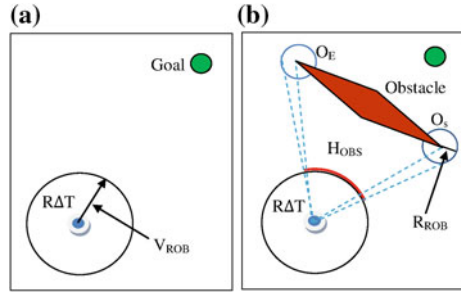 (a)
Goal
RΔT
V_ROB
(b)
O_E
Obstacle
O_s
H_OBS
RΔT
R_ROB